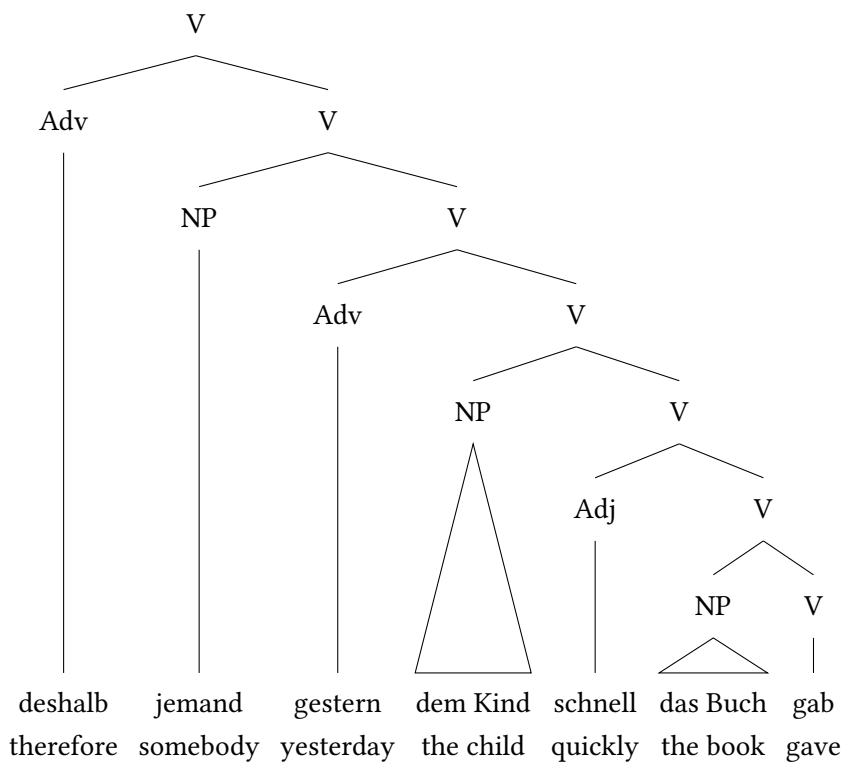 V
Adv V
NP V
Adv V
NP V
Adj V
NP V
deshalb jemand gestern dem Kind schnell das Buch gab
therefore somebody yesterday the child quickly the book gave